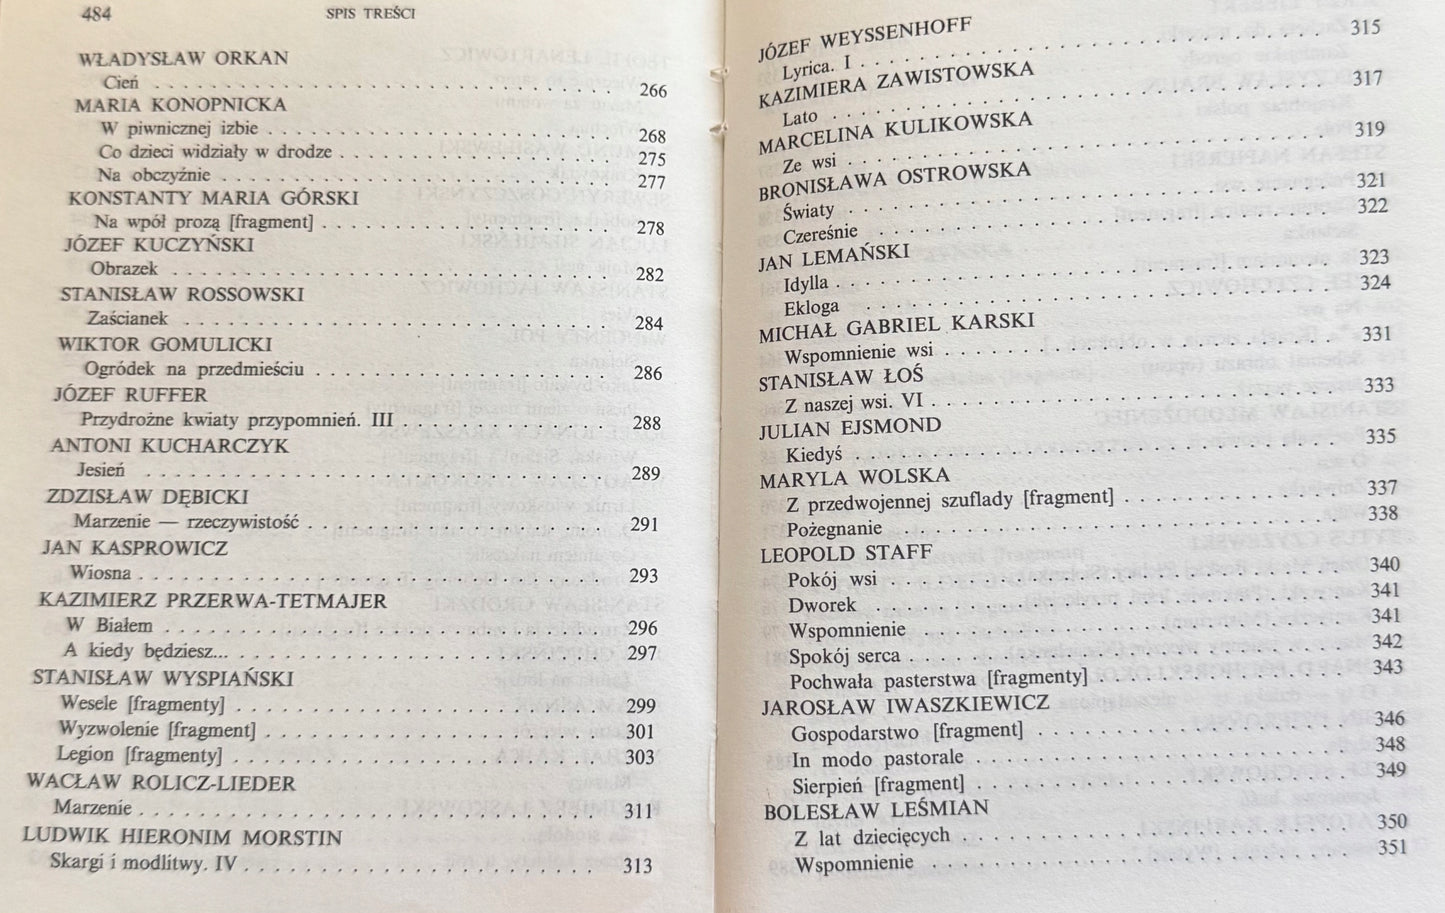 484 SPIS TREŚCI
WŁADYSŁAW ORKAN
Cień 266
MARIA KONOPNICKA
W piwnicznej izbie 268
Co dzieci widziały w drodze 275
Na obczyźnie 277
KONSTANTY MARIA GÓRSKI
Na wpół prozą [fragment] 278
JÓZEF KUCZYŃSKI
Obrazek 282
STANISŁAW ROSSOWSKI
Zaścianek 284
WIKTOR GOMULICKI
Ogródek na przedmieściu 286
JÓZEF RUFFER
Przydrożne kwiaty przypomnień. III 288
ANTONI KUCHARCZYK
Jesień 289
ZDZISŁAW DĘBICKI
Marzenie — rzeczywistość 291
JAN KASPROWICZ
Wiosna 293
KAZIMIERZ PRZERWA-TETMAJER
W Białem 296
A kiedy będziesz... 297
STANISŁAW WYSPIAŃSKI
Wesele [fragmenty] 299
Wyzwolenie [fragment] 301
Legion [fragmenty] 303
WACŁAW ROLICZ-LIEDER
Marzenie 311
LUDWIK HIERONIM MORSTIN
Skargi i modlitwy. IV 313
JÓZEF WEYSSENHOFF
Lyrica. I 315
KAZIMIERA ZAWISTOWSKA
Lato 317
MARCELINA KULIKOWSKA
Ze wsi 319
BRONISŁAWA OSTROWSKA
Światy 321
Czereśnie 322
JAN LEMAŃSKI
Idylla 323
Ekloga 324
MICHAŁ GABRIEL KARSKI
Wspomnienie wsi 331
STANISŁAW ŁOŚ
Z naszej wsi. VI 333
JULIAN EJSMOND
Kiedyś 335
MARYLA WOLSKA
Z przedwojennej szuflady [fragment] 337
Pożegnanie 338
LEOPOLD STAFF
Pokój wsi 340
Dworek 341
Wspomnienie 341
Spokój serca 342
Pochwała pasterstwa [fragmenty] 343
JAROSŁAW IWASZKIEWICZ
Gospodarstwo [fragment] 346
In modo pastorale 348
Sierpień [fragment] 349
BOLESŁAW LEŚMIAN
Z lat dziecięcych 350
Wspomnienie 351